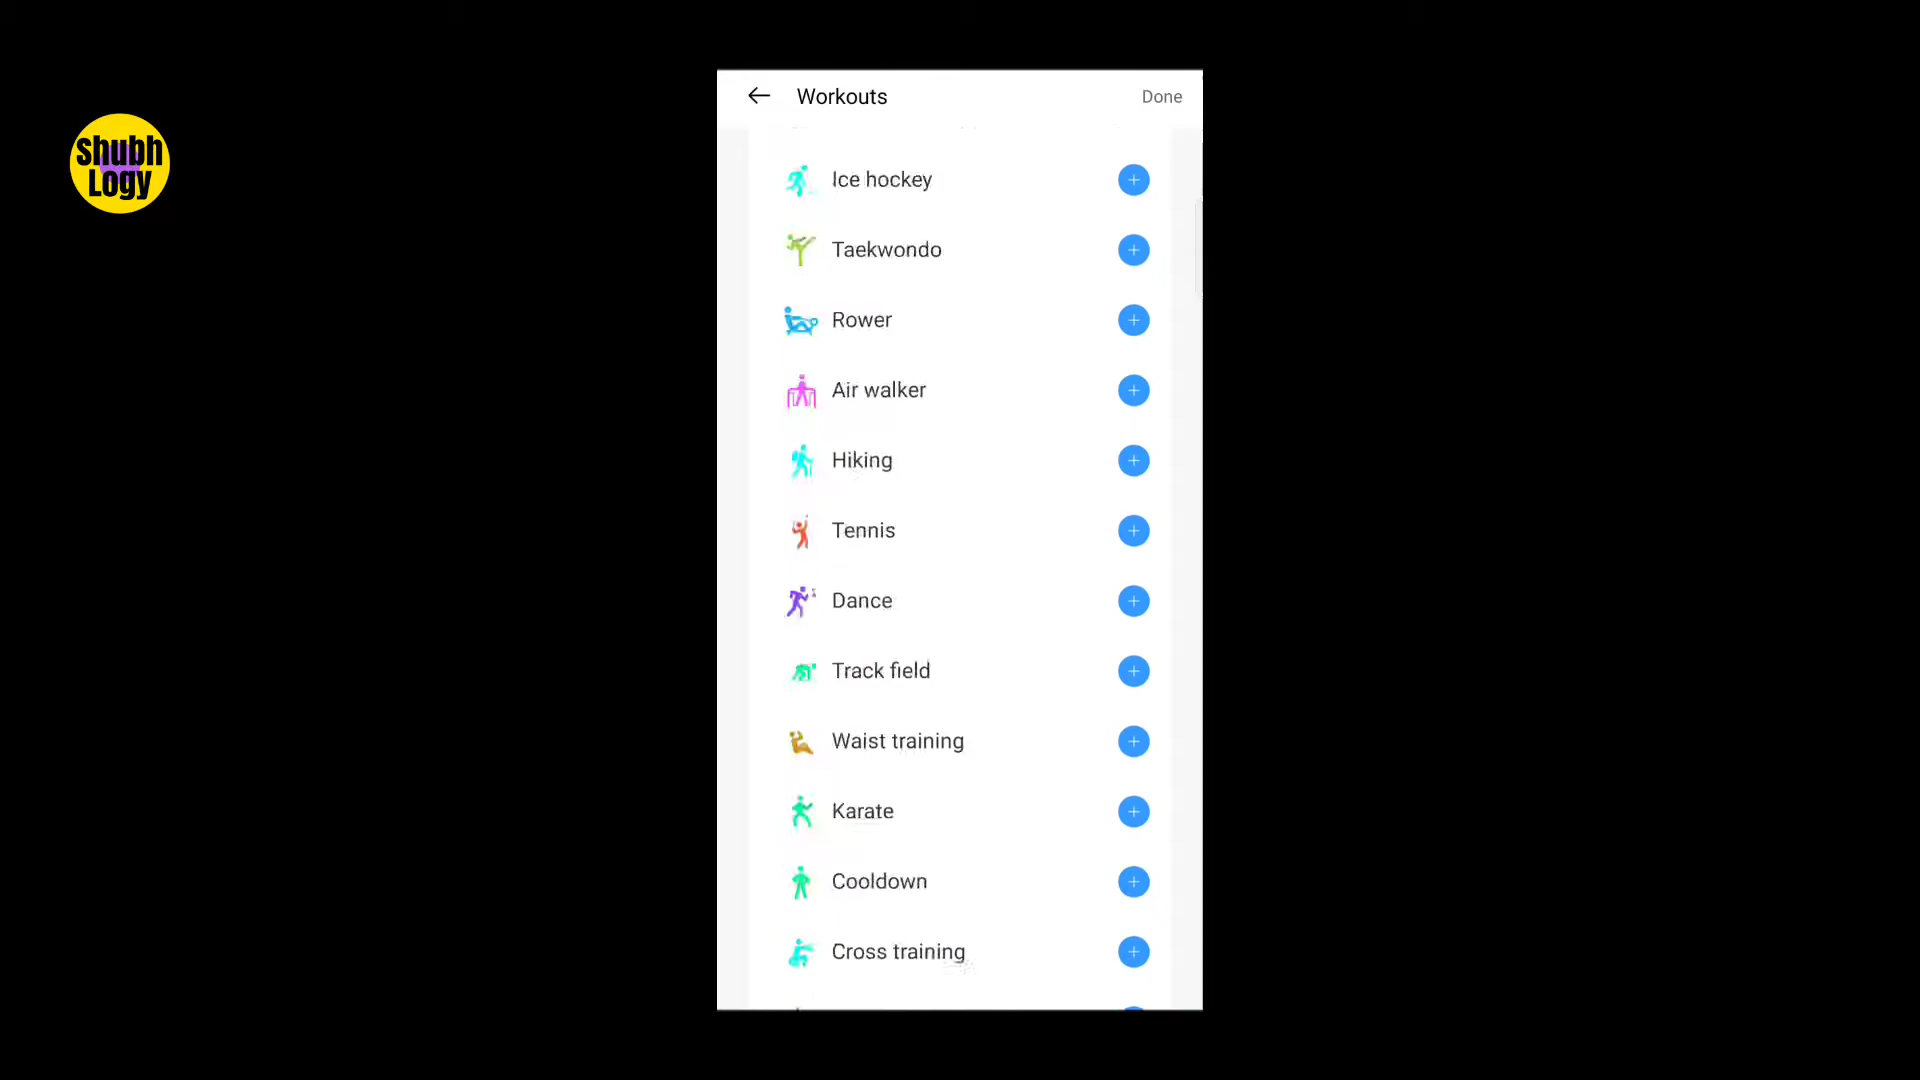 Shubh
Logy
Workouts
Done
Ice hockey
Taekwondo
Rower
Air walker
Hiking
Tennis
Dance
Track field
Waist training
Karate
Cooldown
Cross training